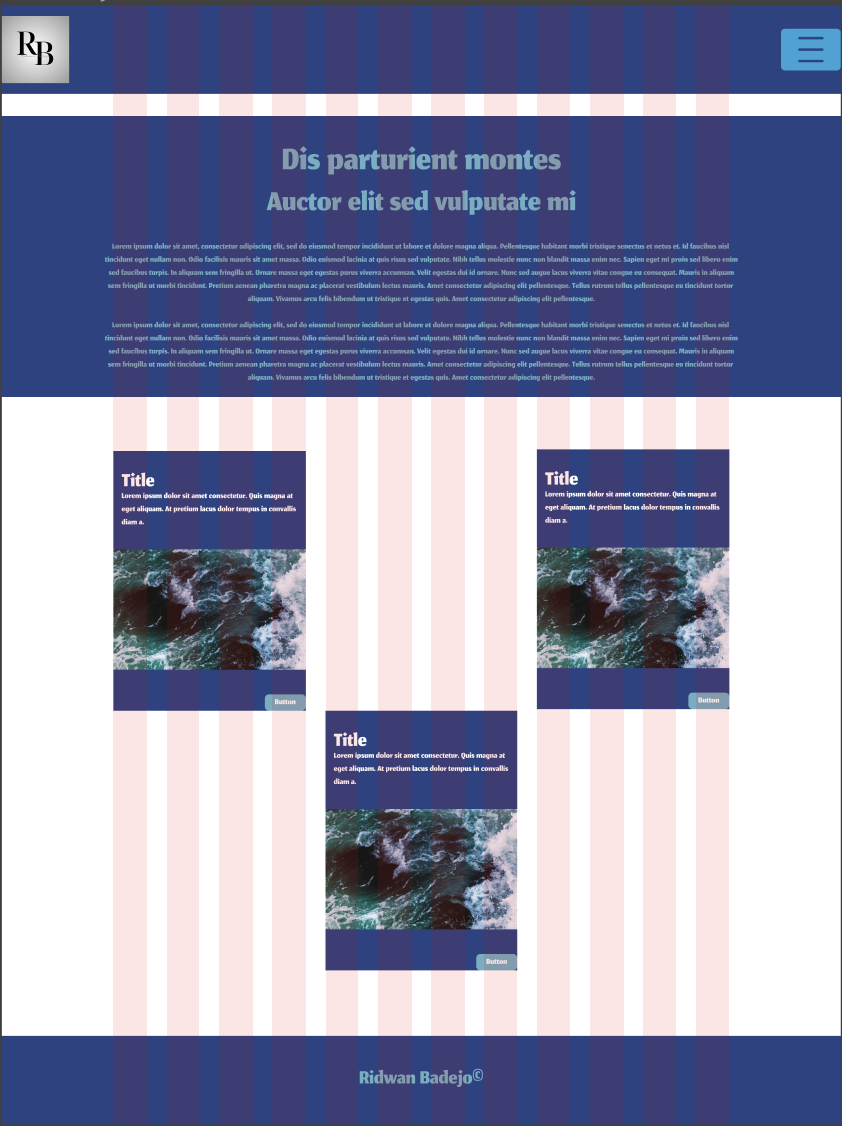 RB
Dis parturient montes
Auctor elit sed vulputate mi
Lorem ipsum dolor sit amet, consectetur adipiscing elit, sed do eiusmod tempor incididunt ut labore et dolore magna aliqua. Pellentesque habitant morbi tristique senectus et netus et. Id faucibus nisl
tincidunt eget nullam non. Odio facilisis mauris sit amet massa. Odio euismod lacinia at quis risus sed vulputate. Nibh tellus molestie nunc non blandit massa enim nec. Sapien eget mi proin sed libero enim
sed faucibus turpis. In aliquam sem fringilla ut. Ornare massa eget egestas purus viverra accumsan. Velit egestas dui id ornare. Nunc sed augue lacus viverra vitae congue eu consequat. Mauris in aliquam
sem fringilla ut morbi tincidunt. Pretium aenean pharetra magna ac placerat vestibulum lectus mauris. Amet consectetur adipiscing elit pellentesque. Tellus rutrum tellus pellentesque eu tincidunt tortor
aliquam. Vivamus arcu felis bibendum ut tristique et egestas quis. Amet consectetur adipiscing elit pellentesque.
Lorem ipsum dolor sit amet, consectetur adipiscing elit, sed do eiusmod tempor incididunt ut labore et dolore magna aliqua. Pellentesque habitant morbi tristique senectus et netus et. Id faucibus nisl
tincidunt eget nullam non. Odio facilisis mauris sit amet massa. Odio euismod lacinia at quis risus sed vulputate. Nibh tellus molestie nunc non blandit massa enim nec. Sapien eget mi proin sed libero enim
sed faucibus turpis. In aliquam sem fringilla ut. Ornare massa eget egestas purus viverra accumsan. Velit egestas dui id ornare. Nunc sed augue lacus viverra vitae congue eu consequat. Mauris in aliquam
sem fringilla ut morbi tincidunt. Pretium aenean pharetra magna ac placerat vestibulum lectus mauris. Amet consectetur adipiscing elit pellentesque. Tellus rutrum tellus pellentesque eu tincidunt tortor
aliquam. Vivamus arcu felis bibendum ut tristique et egestas quis. Amet consectetur adipiscing elit pellentesque.
Title
Lorem ipsum dolor sit amet consectetur. Quis magna at
eget aliquam. At pretium lacus dolor tempus in convallis
diam a.
Button
Title
Lorem ipsum dolor sit amet consectetur. Quis magna at
eget aliquam. At pretium lacus dolor tempus in convallis
diam a.
Button
Title
Lorem ipsum dolor sit amet consectetur. Quis magna at
eget aliquam. At pretium lacus dolor tempus in convallis
diam a.
Button
Ridwan Badejo©